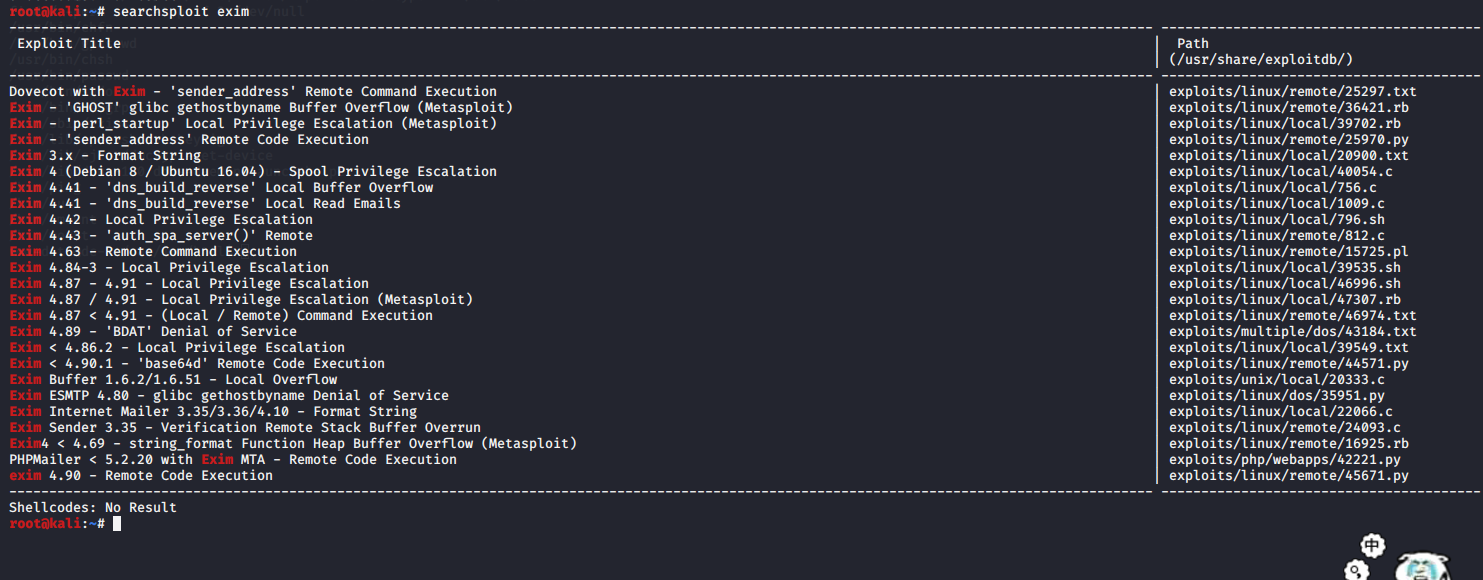 root@kali:~# searchsploit exim
Exploit Title | Path
| (/usr/share/exploitdb/)
Dovecot with Exim - 'sender_address' Remote Command Execution | exploits/linux/remote/25297.txt
Exim - 'GHOST' glibc gethostbyname Buffer Overflow (Metasploit) | exploits/linux/remote/36421.rb
Exim - 'perl_startup' Local Privilege Escalation (Metasploit) | exploits/linux/local/39702.rb
Exim - 'sender_address' Remote Code Execution | exploits/linux/remote/25970.py
Exim 3.x - Format String | exploits/linux/local/20900.txt
Exim 4 (Debian 8 / Ubuntu 16.04) - Spool Privilege Escalation | exploits/linux/local/40054.c
Exim 4.41 - 'dns_build_reverse' Local Buffer Overflow | exploits/linux/local/756.c
Exim 4.41 - 'dns_build_reverse' Local Read Emails | exploits/linux/local/1009.c
Exim 4.42 - Local Privilege Escalation | exploits/linux/local/796.sh
Exim 4.43 - 'auth_spa_server()' Remote | exploits/linux/remote/812.c
Exim 4.63 - Remote Command Execution | exploits/linux/remote/15725.pl
Exim 4.84-3 - Local Privilege Escalation | exploits/linux/local/39535.sh
Exim 4.87 - 4.91 - Local Privilege Escalation | exploits/linux/local/46996.sh
Exim 4.87 / 4.91 - Local Privilege Escalation (Metasploit) | exploits/linux/local/47307.rb
Exim 4.87 < 4.91 - (Local / Remote) Command Execution | exploits/linux/remote/46974.txt
Exim 4.89 - 'BDAT' Denial of Service | exploits/multiple/dos/43184.txt
Exim < 4.86.2 - Local Privilege Escalation | exploits/linux/local/39549.txt
Exim < 4.90.1 - 'base64d' Remote Code Execution | exploits/linux/remote/44571.py
Exim Buffer 1.6.2/1.6.51 - Local Overflow | exploits/unix/local/20333.c
Exim ESMTP 4.80 - glibc gethostbyname Denial of Service | exploits/linux/dos/35951.py
Exim Internet Mailer 3.35/3.36/4.10 - Format String | exploits/linux/local/22066.c
Exim Sender 3.35 - Verification Remote Stack Buffer Overrun | exploits/linux/remote/24093.c
Exim4 < 4.69 - string_format Function Heap Buffer Overflow (Metasploit) | exploits/linux/remote/16925.rb
PHPMailer < 5.2.20 with Exim MTA - Remote Code Execution | exploits/php/webapps/42221.py
exim 4.90 - Remote Code Execution | exploits/linux/remote/45671.py
Shellcodes: No Result
root@kali:~#
中